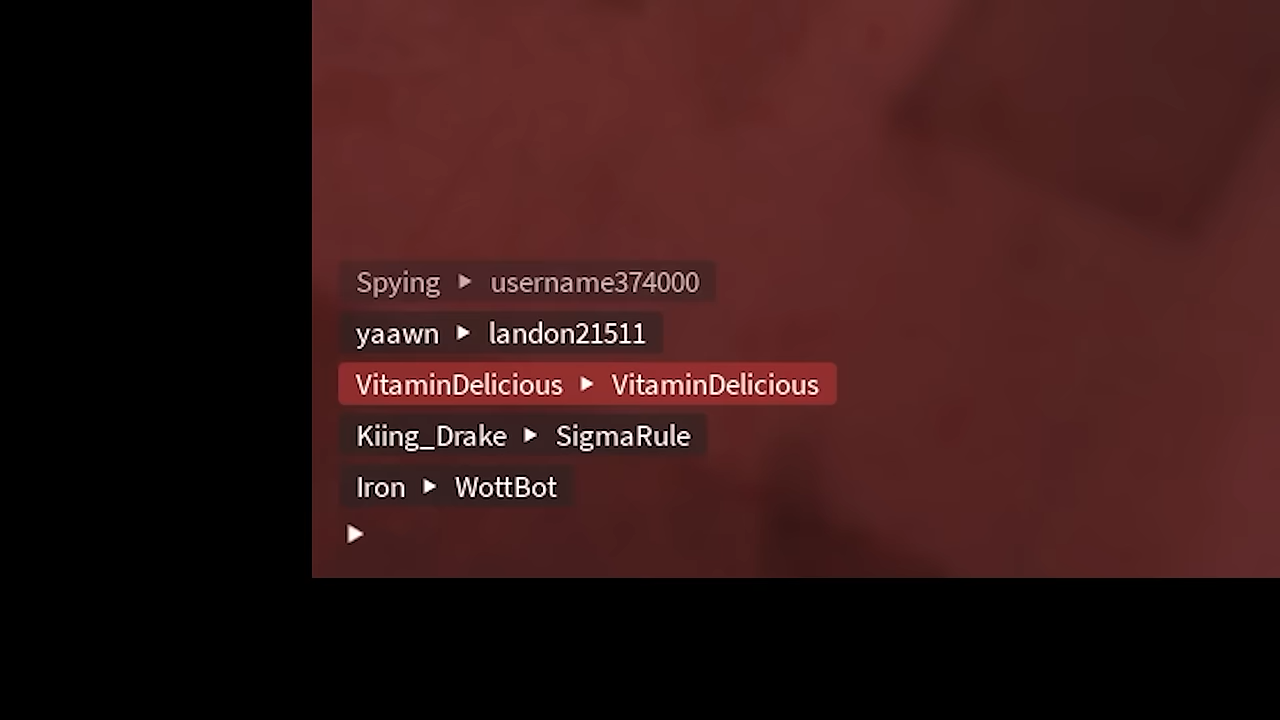 Spying ▶ username374000
yaawn ▶ landon21511
VitaminDelicious ▶ VitaminDelicious
Kiing_Drake ▶ SigmaRule
Iron ▶ WottBot
▶